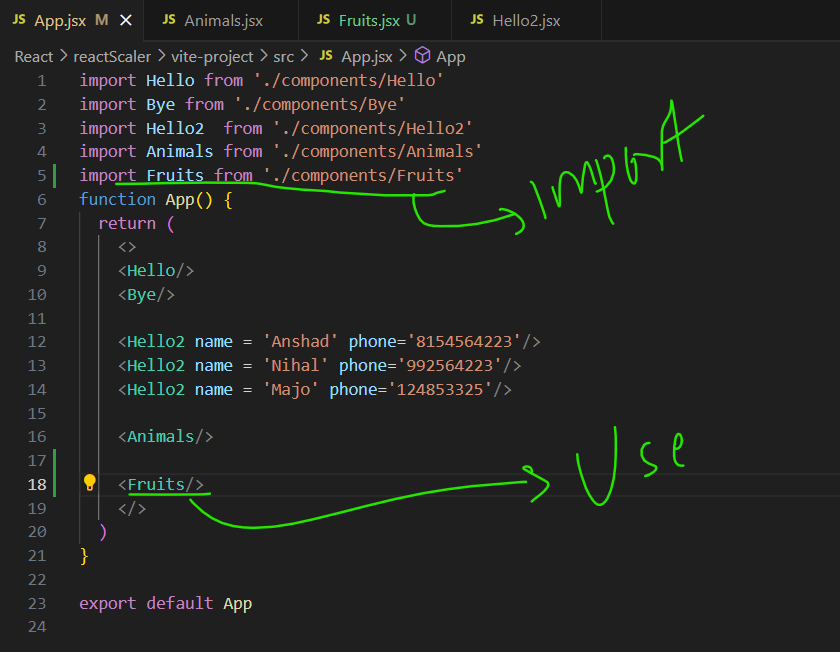 JS App.jsx M × JS Animals.jsx JS Fruits.jsx U JS Hello2.jsx
React > reactScaler > vite-project > src > JS App.jsx > App
1 import Hello from './components/Hello'
2 import Bye from './components/Bye'
3 import Hello2  from './components/Hello2'
4 import Animals from './components/Animals'
5 import Fruits from './components/Fruits'
import
6 function App() {
7   return (
8     <>
9     <Hello/>
10     <Bye/>
11
12     <Hello2 name = 'Anshad' phone='8154564223'/>
13     <Hello2 name = 'Nihal' phone='992564223'/>
14     <Hello2 name = 'Majo' phone='124853325'/>
15
16     <Animals/>
17
Use
18     <Fruits/>
19     </>
20   )
21 }
22
23 export default App
24